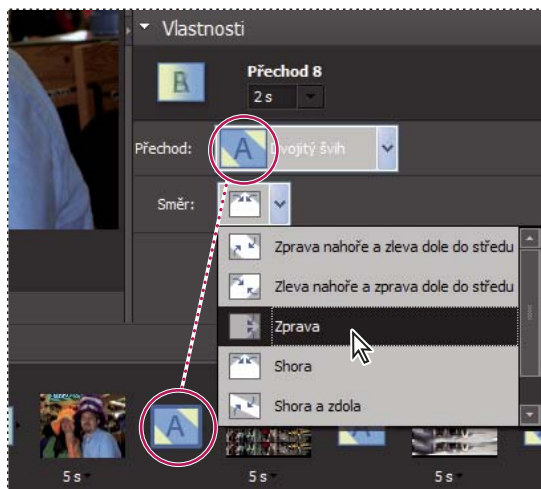 Vlastnosti
B
Přechod 8
2 s
Přechod:
A
Dvojitý švih
Směr:
Zprava nahoře a zleva dole do středu
Zleva nahoře a zprava dole do středu
Zprava
Shora
Shora a zdola
A
A
5 s
5 s
5 s